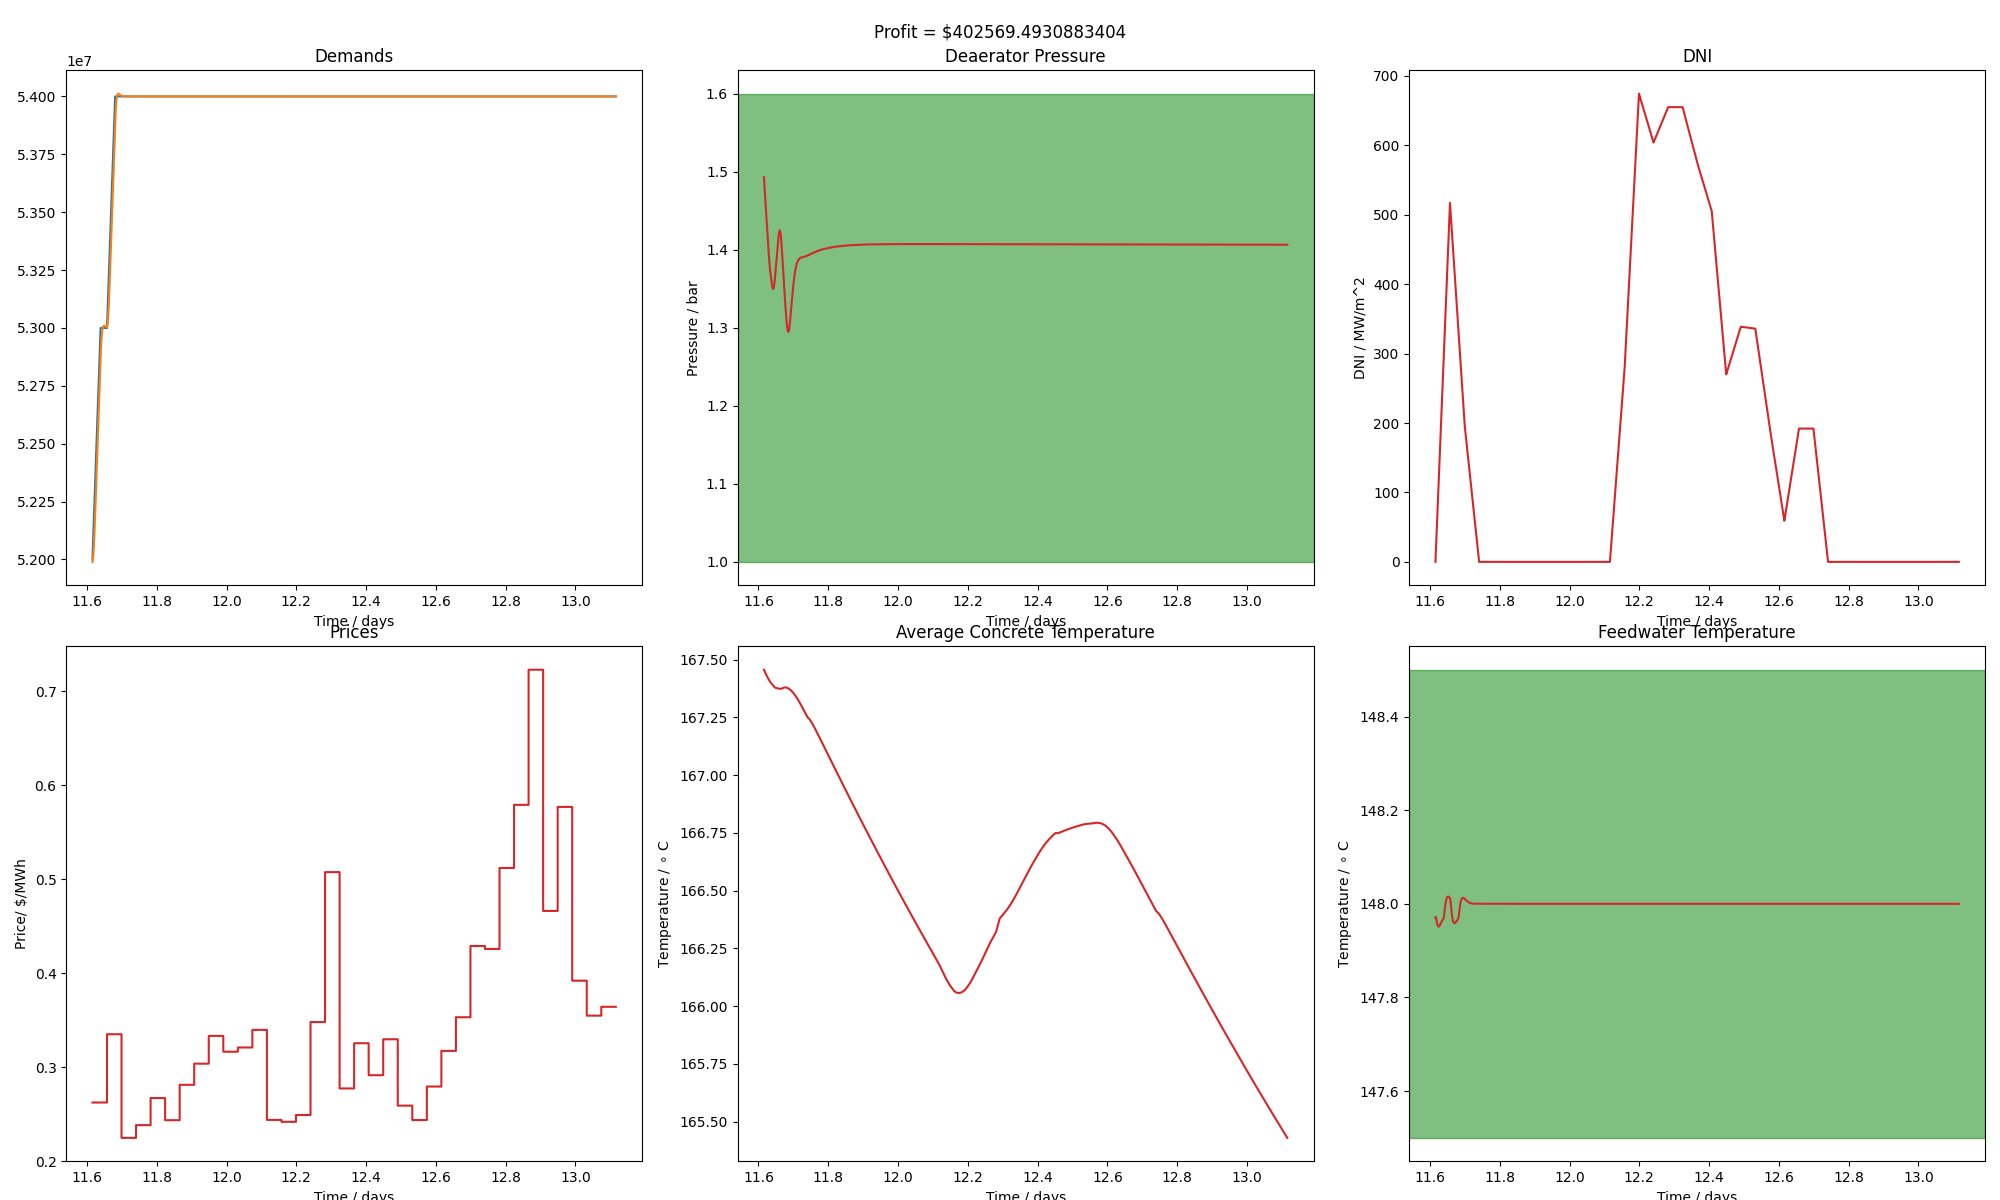 Profit = $402569.4930883404
Demands
1e7
5.400
5.375
5.350
5.325
5.300
5.275
5.250
5.225
5.200
11.6 11.8 12.0 12.2 12.4 12.6 12.8 13.0
Time / days
Deaerator Pressure
Pressure / bar
1.6
1.5
1.4
1.3
1.2
1.1
1.0
11.6 11.8 12.0 12.2 12.4 12.6 12.8 13.0
Time / days
DNI
DNI / MW/m^2
700
600
500
400
300
200
100
0
11.6 11.8 12.0 12.2 12.4 12.6 12.8 13.0
Time / days
Prices
Price/ $/MWh
0.7
0.6
0.5
0.4
0.3
0.2
11.6 11.8 12.0 12.2 12.4 12.6 12.8 13.0
Time / days
Average Concrete Temperature
Temperature / ∘ C
167.50
167.25
167.00
166.75
166.50
166.25
166.00
165.75
165.50
11.6 11.8 12.0 12.2 12.4 12.6 12.8 13.0
Time / days
Feedwater Temperature
Temperature / ∘ C
148.4
148.2
148.0
147.8
147.6
11.6 11.8 12.0 12.2 12.4 12.6 12.8 13.0
Time / days